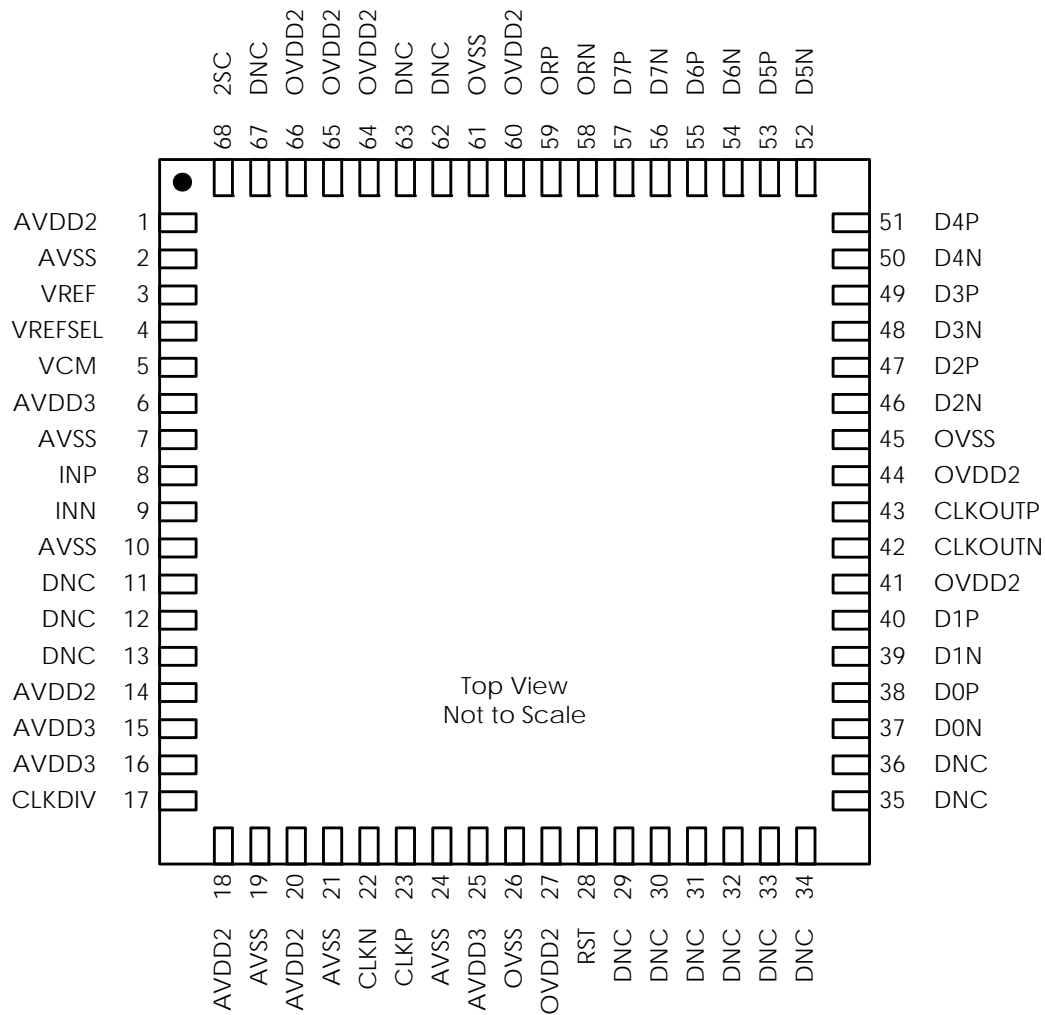 2SC DNC OVDD2 OVDD2 OVDD2 DNC DNC OVSS OVDD2 ORP ORN D7P D7N D6P D6N D5P D5N
68 67 66 65 64 63 62 61 60 59 58 57 56 55 54 53 52
AVDD2 1
AVSS 2
VREF 3
VREFSEL 4
VCM 5
AVDD3 6
AVSS 7
INP 8
INN 9
AVSS 10
DNC 11
DNC 12
DNC 13
AVDD2 14
AVDD3 15
AVDD3 16
CLKDIV 17
51 D4P
50 D4N
49 D3P
48 D3N
47 D2P
46 D2N
45 OVSS
44 OVDD2
43 CLKOUTP
42 CLKOUTN
41 OVDD2
40 D1P
39 D1N
38 D0P
37 D0N
36 DNC
35 DNC
Top View
Not to Scale
18 19 20 21 22 23 24 25 26 27 28 29 30 31 32 33 34
AVDD2 AVSS AVDD2 AVSS CLKN CLKP AVSS AVDD3 OVSS OVDD2 RST DNC DNC DNC DNC DNC DNC